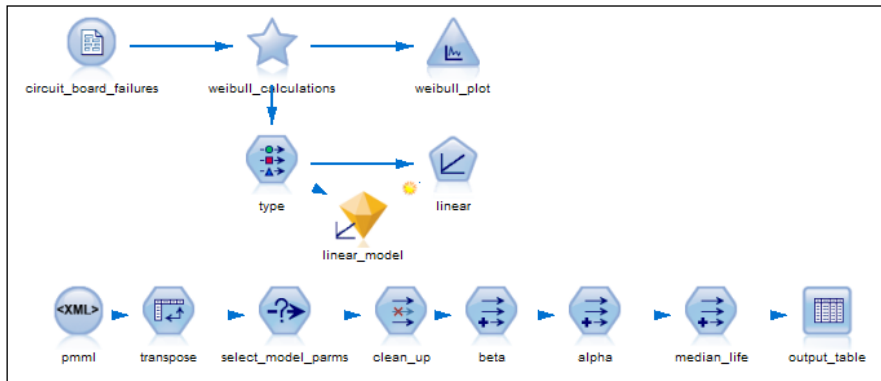 circuit_board_failures weibull_calculations weibull_plot
type linear
linear_model
<XML>
pmml transpose select_model_parms clean_up beta alpha median_life output_table